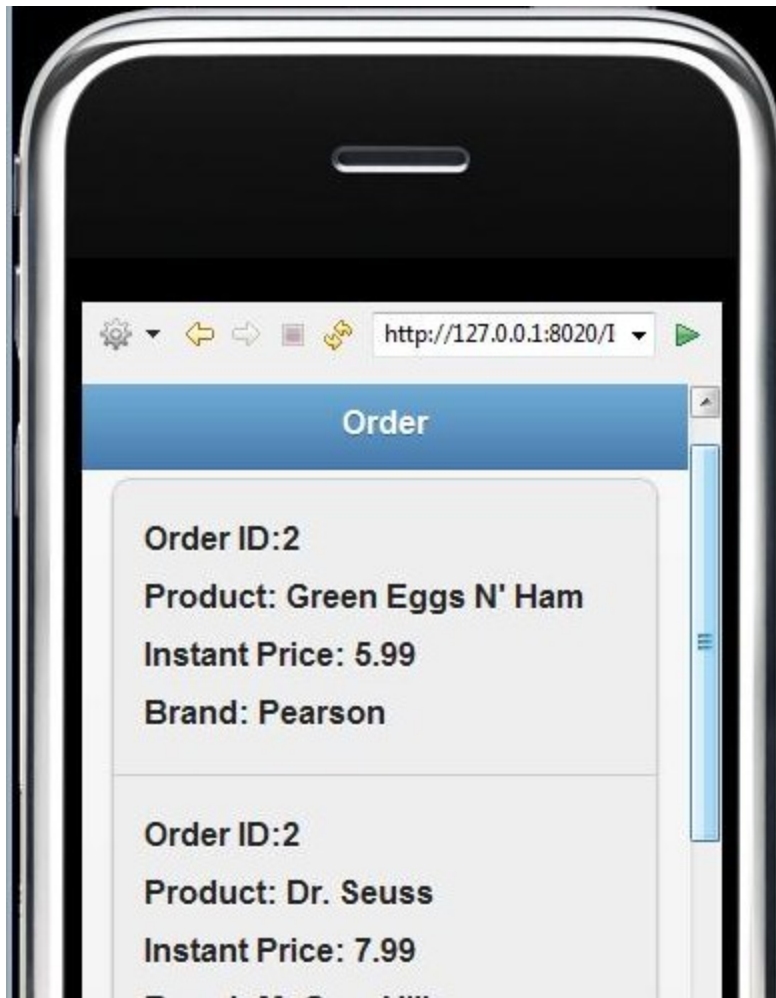 http://127.0.0.1:8020/I
Order
Order ID:2
Product: Green Eggs N' Ham
Instant Price: 5.99
Brand: Pearson
Order ID:2
Product: Dr. Seuss
Instant Price: 7.99